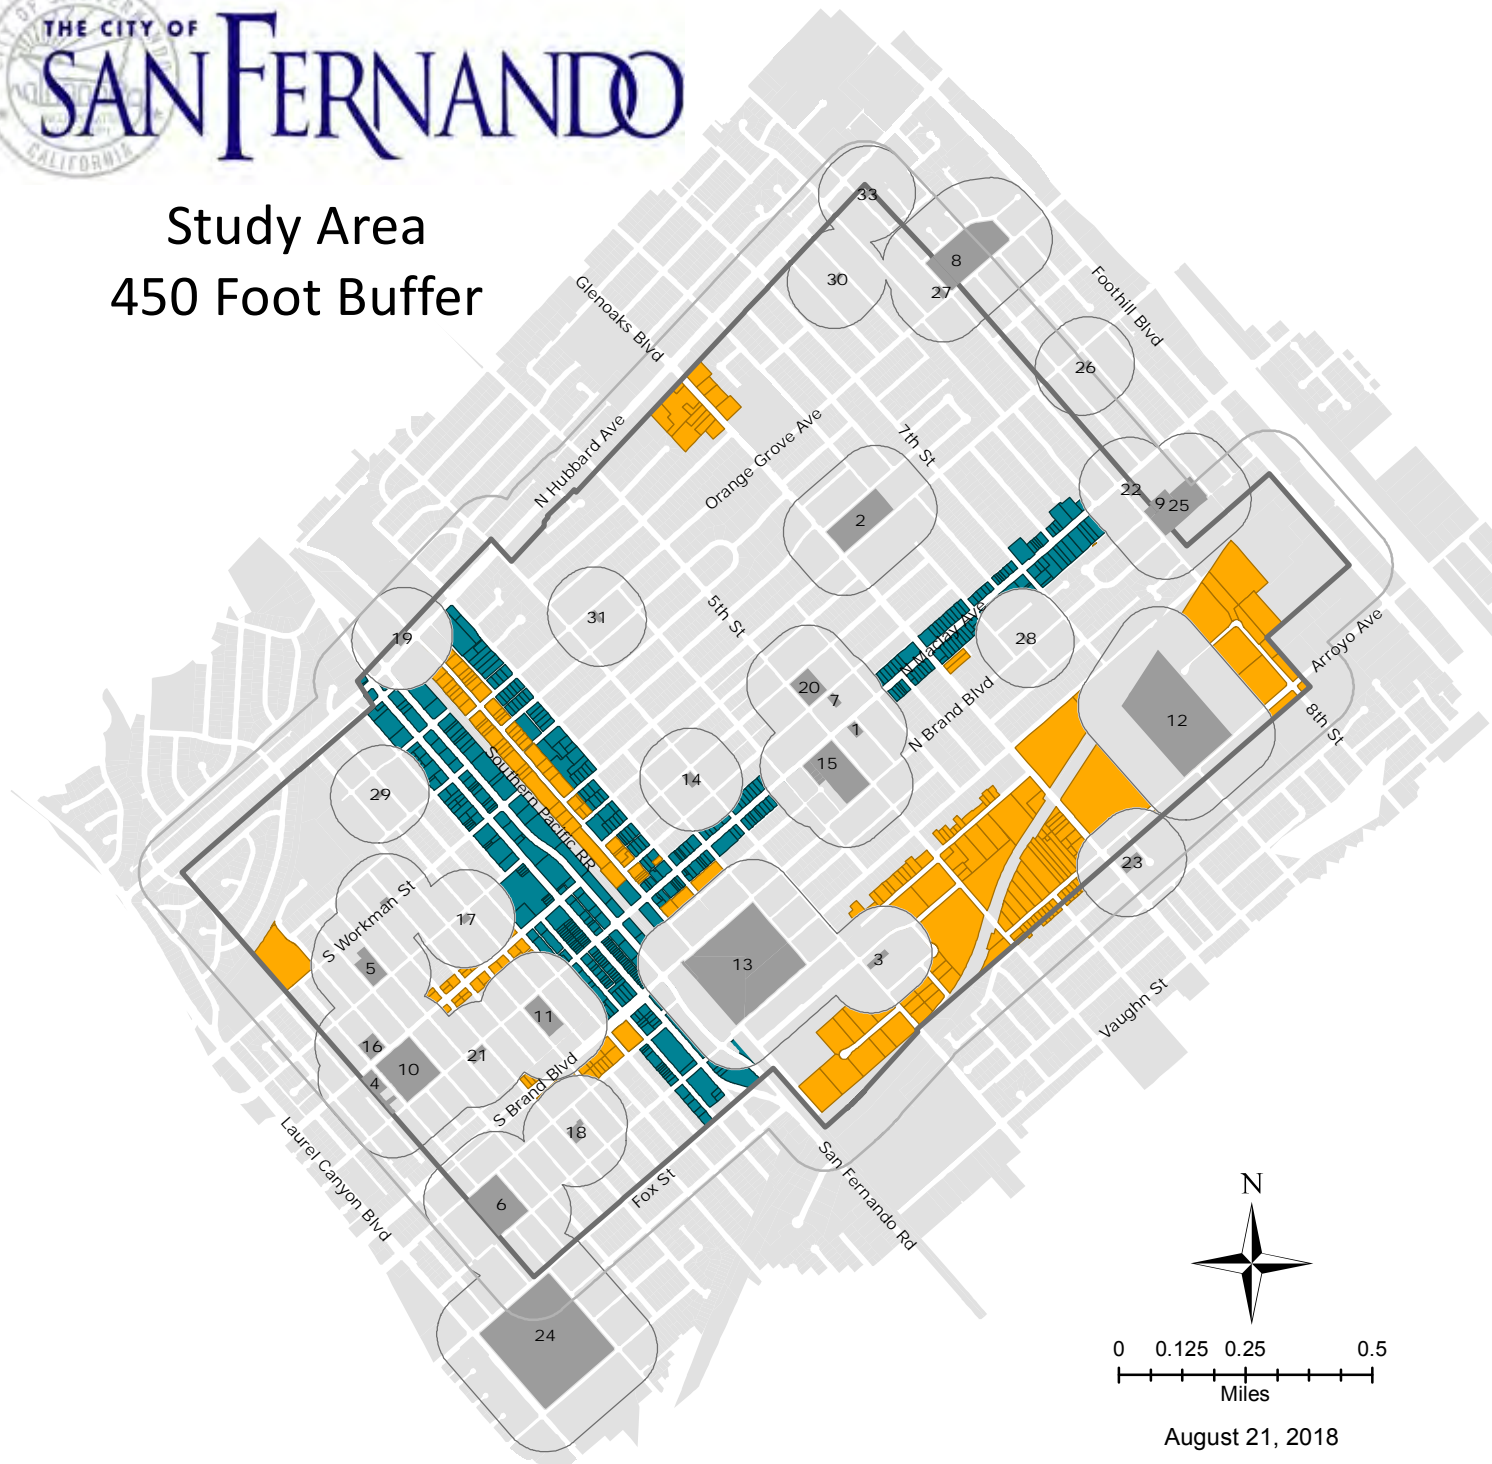 THE CITY OF
SAN FERNANDO
CALIFORNIA
Study Area
450 Foot Buffer
33
8
30
27
Foothill Blvd
Glenoaks Blvd
26
N Hubbard Ave
Orange Grove Ave
7th St
22
9
25
2
31
5th St
N Maclay Ave
28
Arroyo Ave
19
20
7
1
N Brand Blvd
12
8th St
Southern Pacific RR
14
15
29
23
S Workman St
17
5
13
3
Vaughn St
11
16
21
10
4
S Brand Blvd
18
Laurel Canyon Blvd
6
Fox St
San Fernando Rd
24
N
0 0.125 0.25 0.5
Miles
August 21, 2018